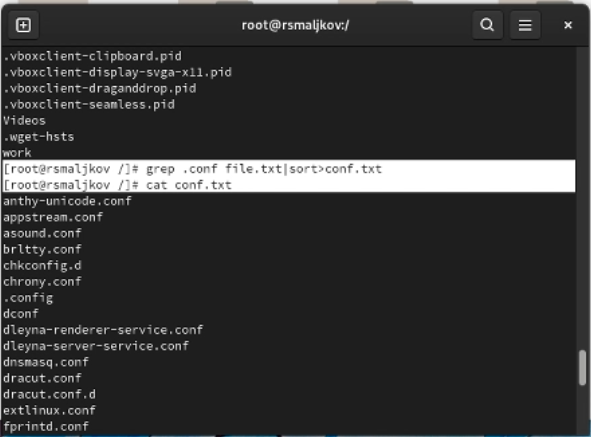 root@rsmaljkov:/
.vboxclient-clipboard.pid
.vboxclient-display-svga-x11.pid
.vboxclient-draganddrop.pid
.vboxclient-seamless.pid
Videos
.wget-hsts
work
[root@rsmaljkov /]# grep .conf file.txt|sort>conf.txt
[root@rsmaljkov /]# cat conf.txt
anthy-unicode.conf
appstream.conf
asound.conf
brltty.conf
chkconfig.d
chrony.conf
.config
dconf
dleyna-renderer-service.conf
dleyna-server-service.conf
dnsmasq.conf
dracut.conf
dracut.conf.d
extlinux.conf
fprintd.conf